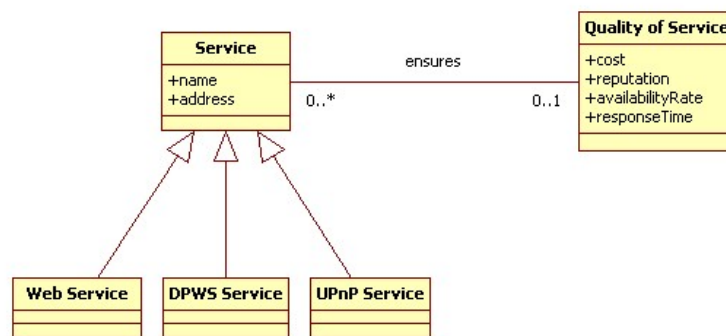 Service
+name
+address
ensures
0..*
0..1
Quality of Service
+cost
+reputation
+availabilityRate
+responseTime
Web Service
DPWS Service
UPnP Service